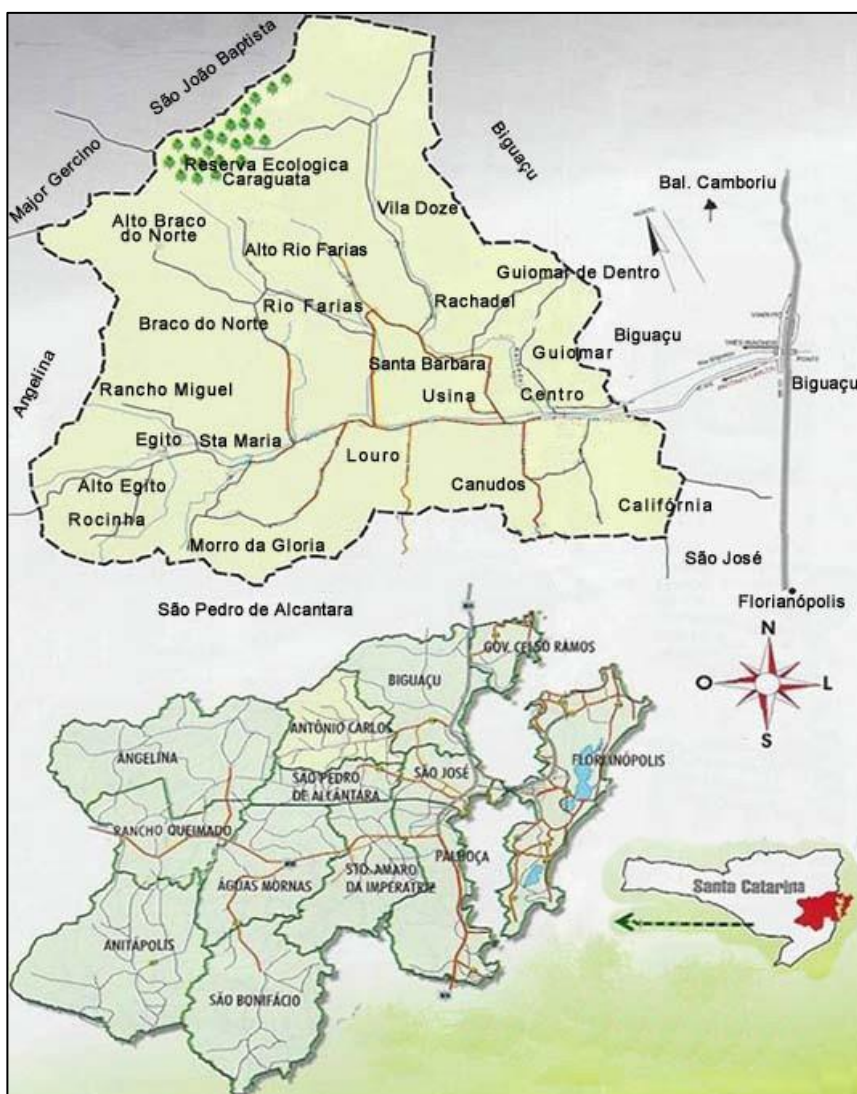 São João Baptista
Major Gercino
Biguaçu
Bal. Camboriu
Reserva Ecologica
Caraguata
Vila Doze
Alto Braco
do Norte
Alto Rio Farias
Guiomar de Dentro
Rio Farias
Rachadel
Braco do Norte
Biguaçu
Guiomar
Santa Barbara
Angelina
Rancho Miguel
Usina
Centro
Biguaçu
Egito
Sta Maria
Louro
Alto Egito
Canudos
Rocinha
Califórnia
Morro da Gloria
São José
Florianópolis
São Pedro de Alcantara
N
O
L
S
GOV. CELSO RAMOS
BIGUAÇU
ANTÔNIO CARLOS
ANGELINA
FLORIANÓPOLIS
SÃO JOSÉ
SÃO PEDRO
DE ALCÂNTARA
RANCHO QUEIMADO
PALHOÇA
STO. AMARO
DA IMPERATRIZ
ÁGUAS MORNAS
Santa Catarina
ANITÁPOLIS
SÃO BONIFÁCIO